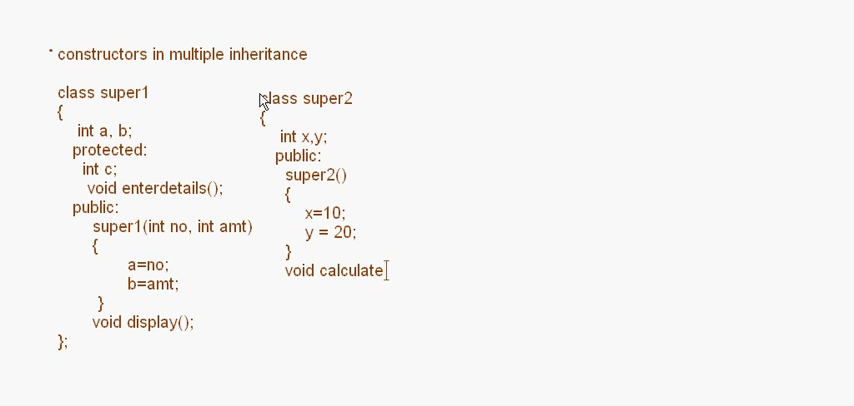 * constructors in multiple inheritance
class super1
{
int a, b;
protected:
int c;
void enterdetails();
public:
super1(int no, int amt)
{
a=no;
b=amt;
}
void display();
};
class super2
{
int x,y;
public:
super2()
{
x=10;
y = 20;
}
void calculate